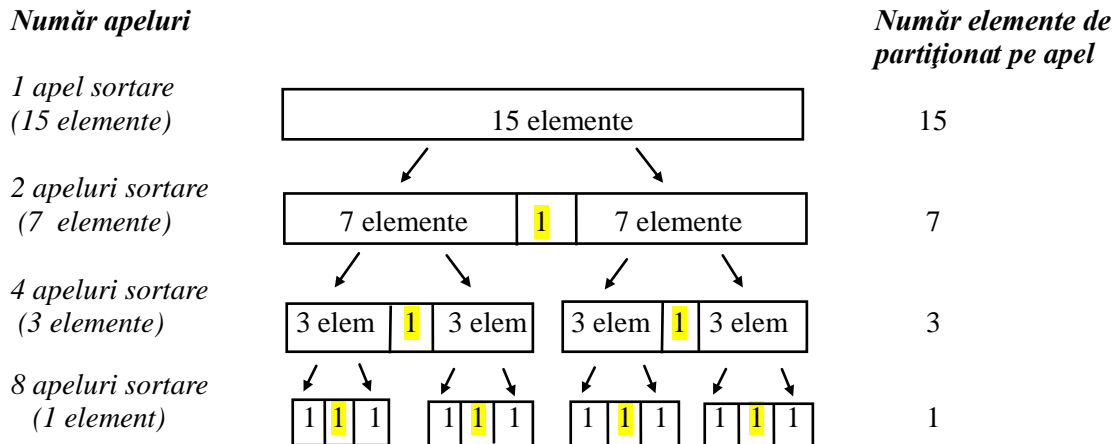 Număr apeluri
Număr elemente de
partiţionat pe apel
1 apel sortare
(15 elemente)
15 elemente
15
2 apeluri sortare
(7 elemente)
7 elemente 1 7 elemente
7
4 apeluri sortare
(3 elemente)
3 elem 1 3 elem 3 elem 1 3 elem
3
8 apeluri sortare
(1 element)
1 1 1 1 1 1 1 1 1 1 1 1
1